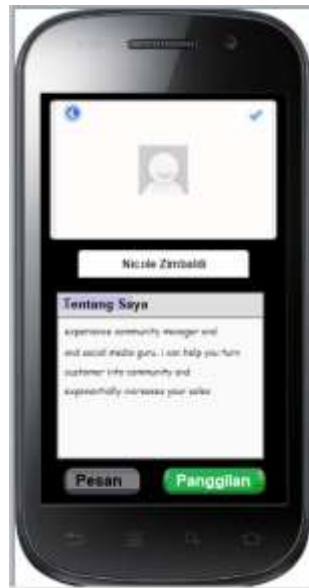 Nicole Zimbaldi
Tentang Saya
experience community manager and
and social media guru. i can help you turn
customer into community and
exponentially increases your sales
Pesan
Panggilan